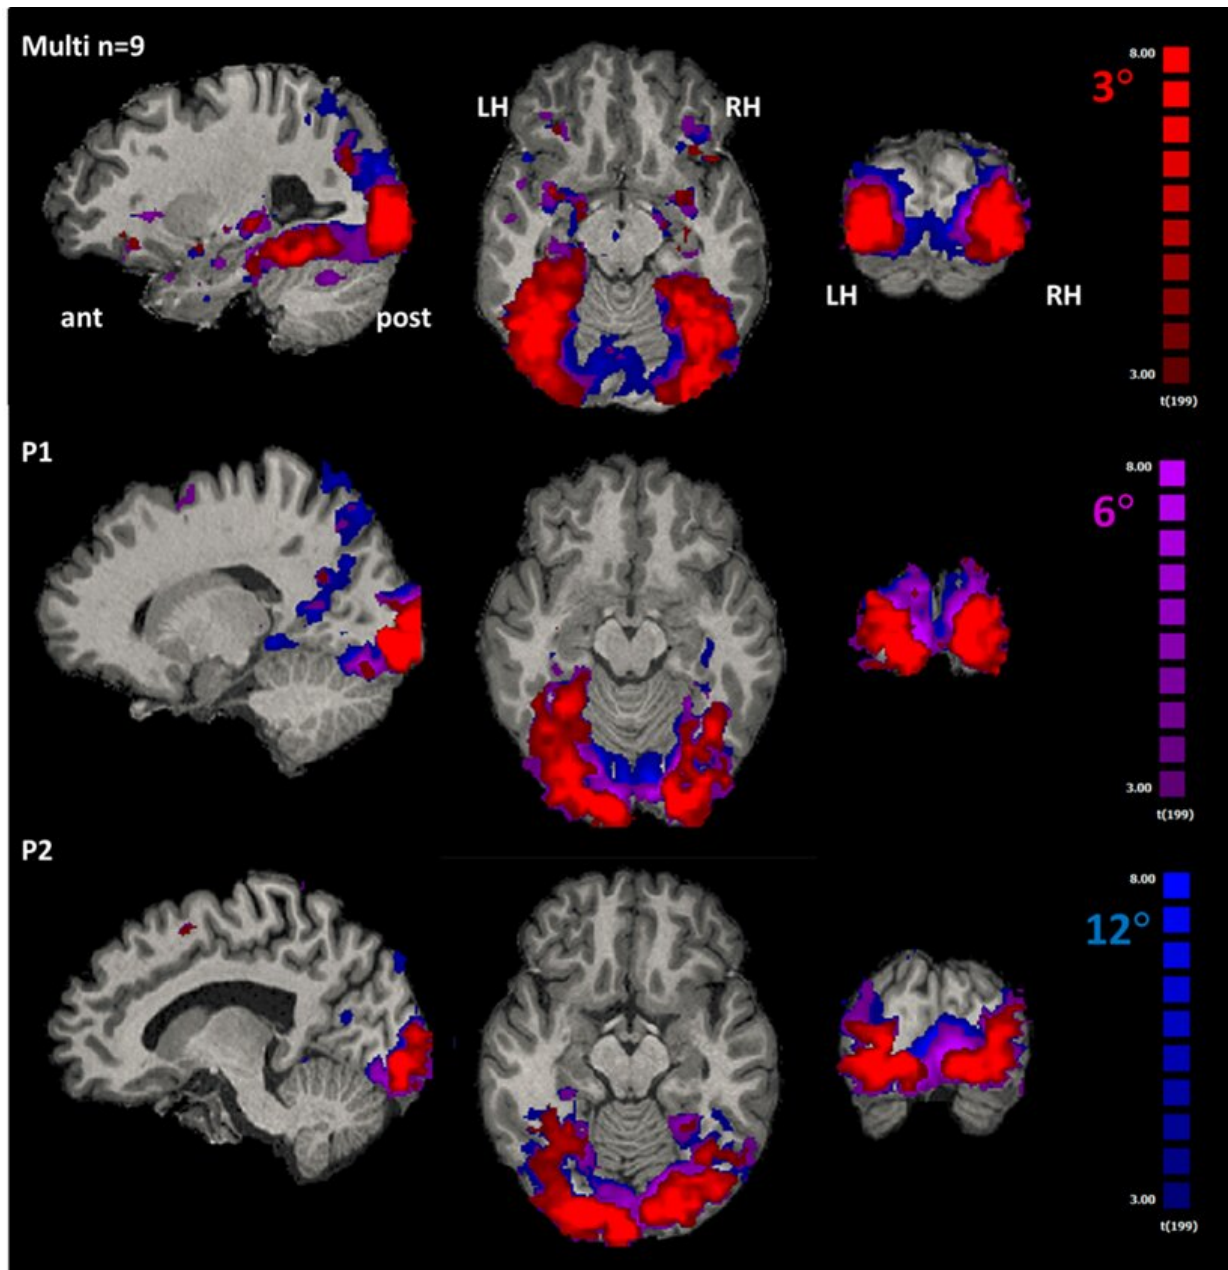 Multi n=9
LH
RH
8.00
3°
LH
RH
ant
post
3.00
t(199)
P1
8.00
6°
3.00
t(199)
P2
8.00
12°
3.00
t(199)